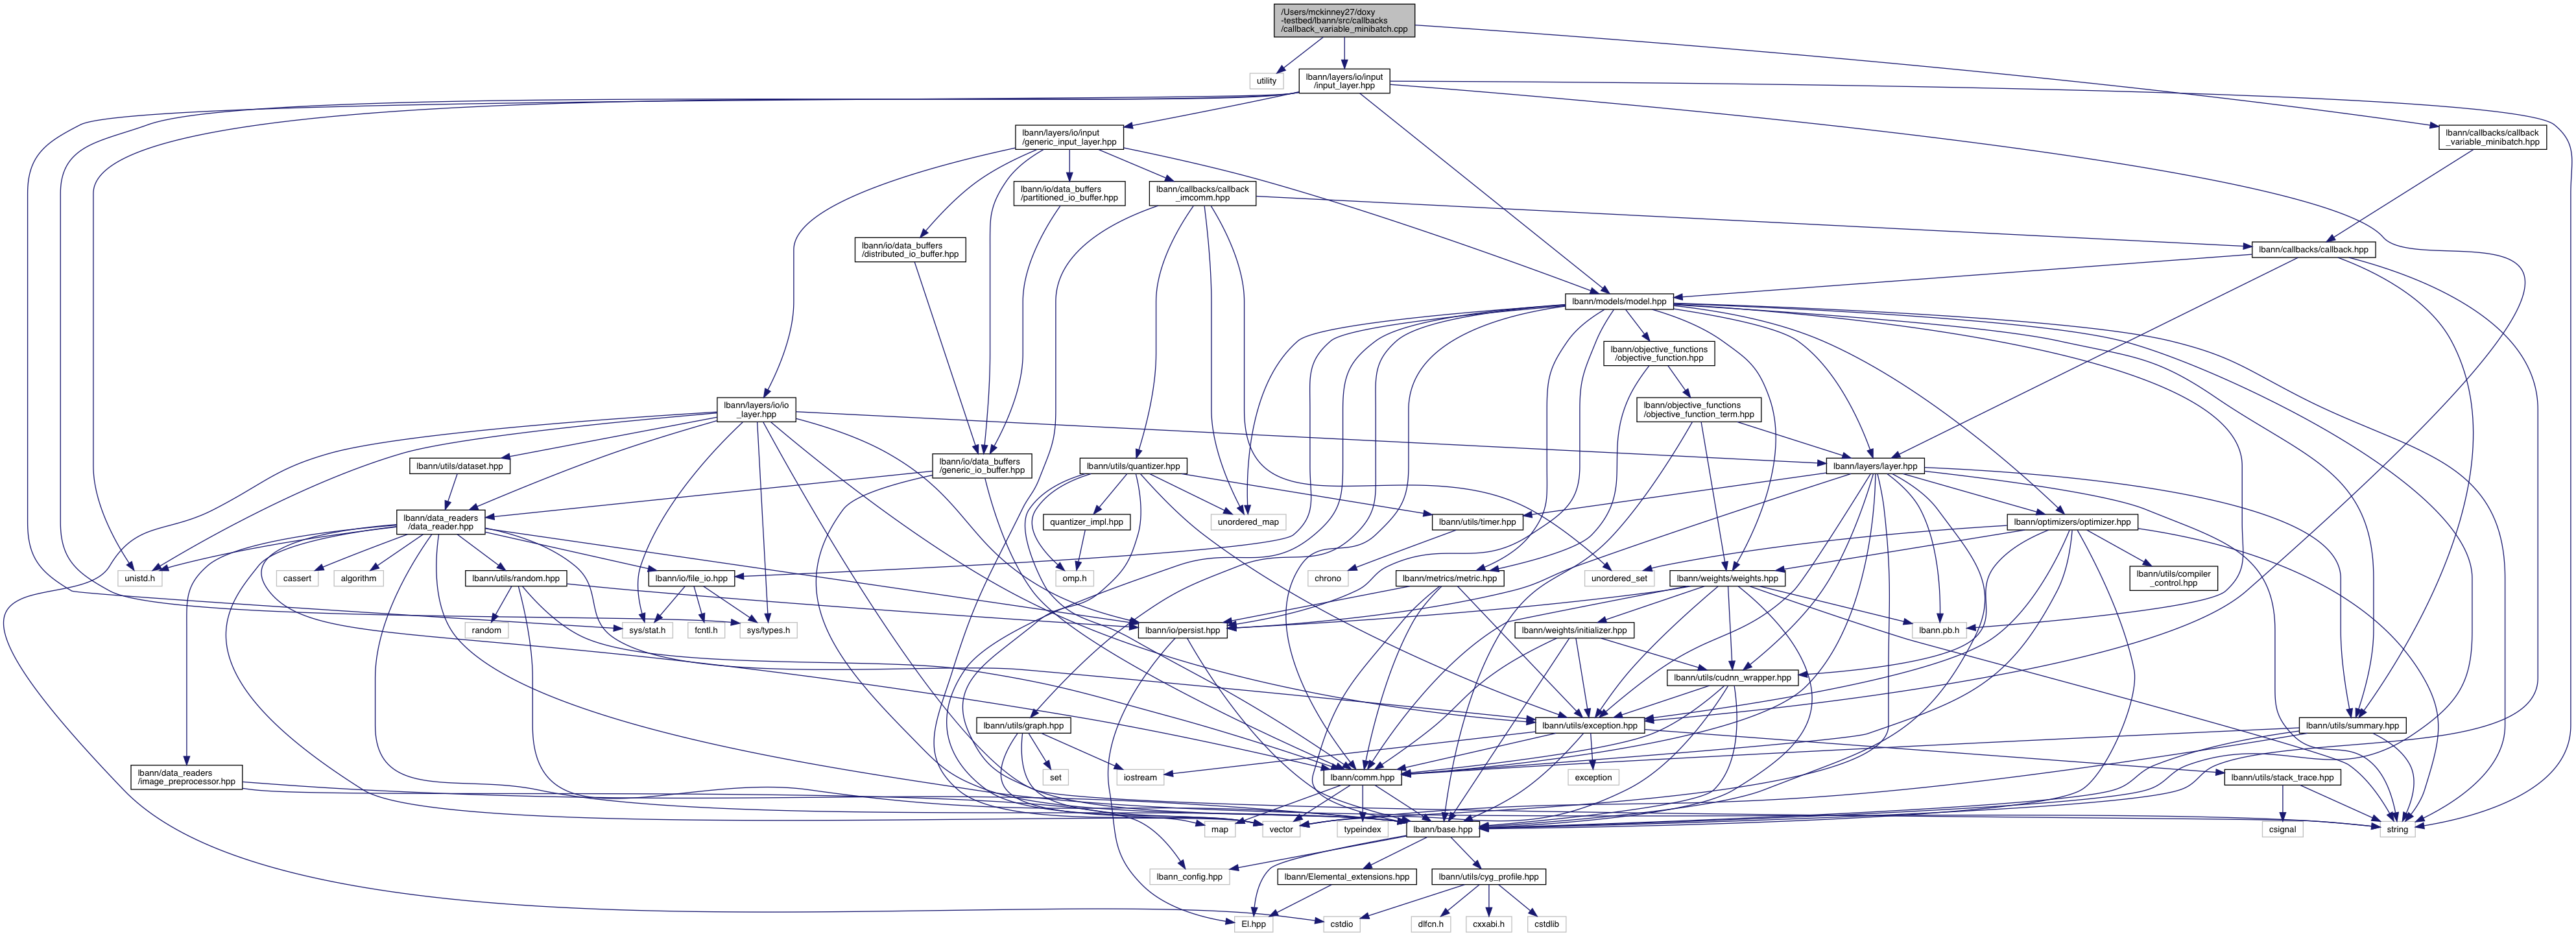 /Users/mckinney27/doxy
-testbed/lbann/src/callbacks
/callback_variable_minibatch.cpp
utility
lbann/layers/io/input
/input_layer.hpp
lbann/layers/io/input
/generic_input_layer.hpp
lbann/callbacks/callback
_variable_minibatch.hpp
lbann/io/data_buffers
/partitioned_io_buffer.hpp
lbann/callbacks/callback
_imcomm.hpp
lbann/io/data_buffers
/distributed_io_buffer.hpp
lbann/callbacks/callback.hpp
lbann/models/model.hpp
lbann/objective_functions
/objective_function.hpp
lbann/layers/io/io
_layer.hpp
lbann/objective_functions
/objective_function_term.hpp
lbann/utils/dataset.hpp
lbann/io/data_buffers
/generic_io_buffer.hpp
lbann/utils/quantizer.hpp
lbann/layers/layer.hpp
lbann/data_readers
/data_reader.hpp
quantizer_impl.hpp
unordered_map
lbann/utils/timer.hpp
lbann/optimizers/optimizer.hpp
unistd.h
cassert
algorithm
lbann/utils/random.hpp
lbann/io/file_io.hpp
omp.h
chrono
lbann/metrics/metric.hpp
unordered_set
lbann/weights/weights.hpp
lbann/utils/compiler
_control.hpp
random
sys/stat.h
fcntl.h
sys/types.h
lbann/io/persist.hpp
lbann/weights/initializer.hpp
lbann.pb.h
lbann/utils/cudnn_wrapper.hpp
lbann/utils/graph.hpp
lbann/utils/exception.hpp
lbann/utils/summary.hpp
lbann/data_readers
/image_preprocessor.hpp
set
iostream
lbann/comm.hpp
exception
lbann/utils/stack_trace.hpp
map
vector
typeindex
lbann/base.hpp
csignal
string
lbann_config.hpp
lbann/Elemental_extensions.hpp
lbann/utils/cyg_profile.hpp
El.hpp
cstdio
dlfcn.h
cxxabi.h
cstdlib